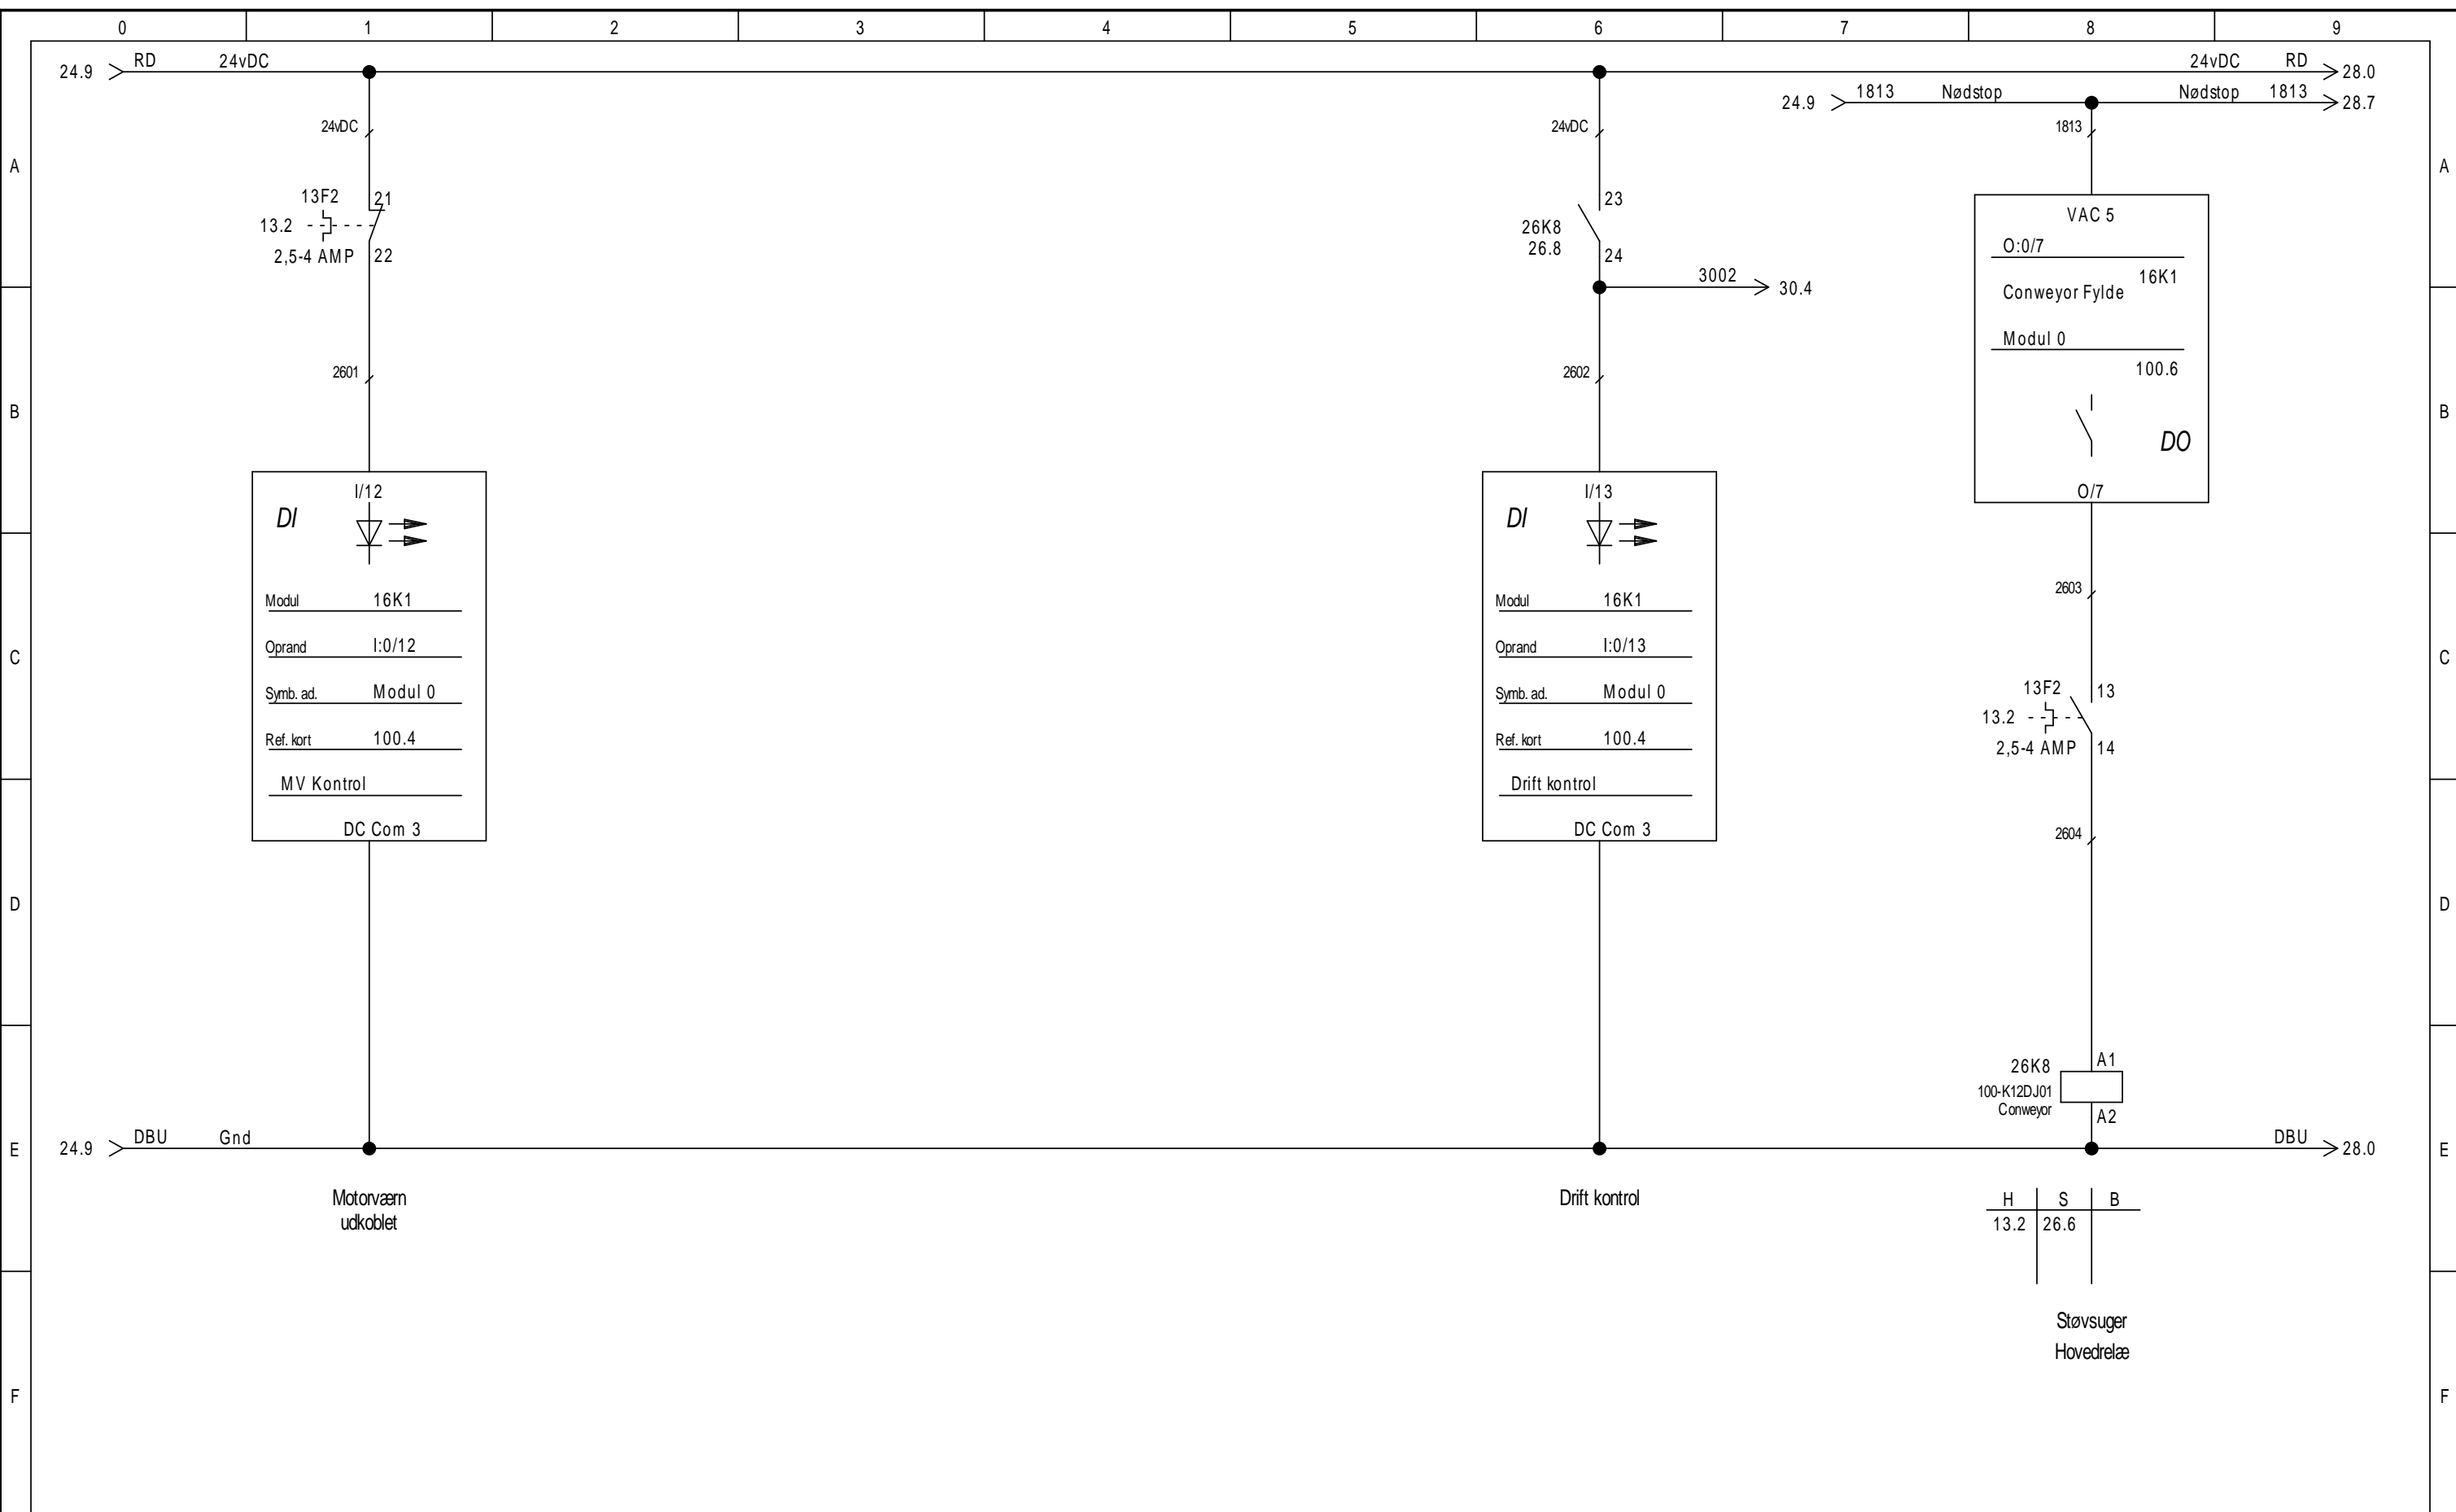 0 1 2 3 4 5 6 7 8 9
24.9 RD 24vDC 24vDC RD 28.0
24.9 1813 Nødstop Nødstop 1813 28.7
24vDC 24vDC 1813
A A
13F2 21
13.2
2,5-4 AMP 22
23
26K8
26.8 24
3002 30.4
VAC 5
O:0/7
16K1
Conweyor Fylde
Modul 0
100.6
DO
O/7
2601 2602
B B
I/12
DI
Modul 16K1
Oprand I:0/12
Symb. ad. Modul 0
Ref. kort 100.4
MV Kontrol
DC Com 3
I/13
DI
Modul 16K1
Oprand I:0/13
Symb. ad. Modul 0
Ref. kort 100.4
Drift kontrol
DC Com 3
2603
C C
13F2 13
13.2
2,5-4 AMP 14
2604
D D
26K8 A1
100-K12DJ01
Conweyor A2
24.9 DBU Gnd DBU 28.0
E E
Motorværn
udkoblet
Drift kontrol
H S B
13.2 26.6
Støvsuger
Hovedrelæ
F F